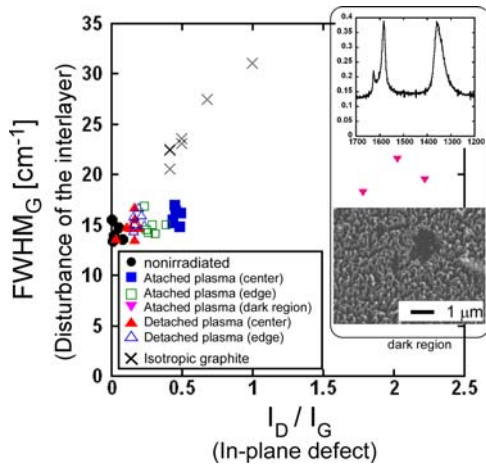 FWHM_G [cm⁻¹]
(Disturbance of the interlayer)
35
30
25
20
15
10
5
0
0 0.5 1 1.5 2 2.5
I_D / I_G
(In-plane defect)
nonirradiated
Atached plasma (center)
Atached plasma (edge)
Atached plasma (dark region)
Detached plasma (center)
Detached plasma (edge)
Isotropic graphite
0.4
0.35
0.3
0.25
0.2
0.15
0.1
1700 1600 1500 1400 1300 1200
1 μm
dark region